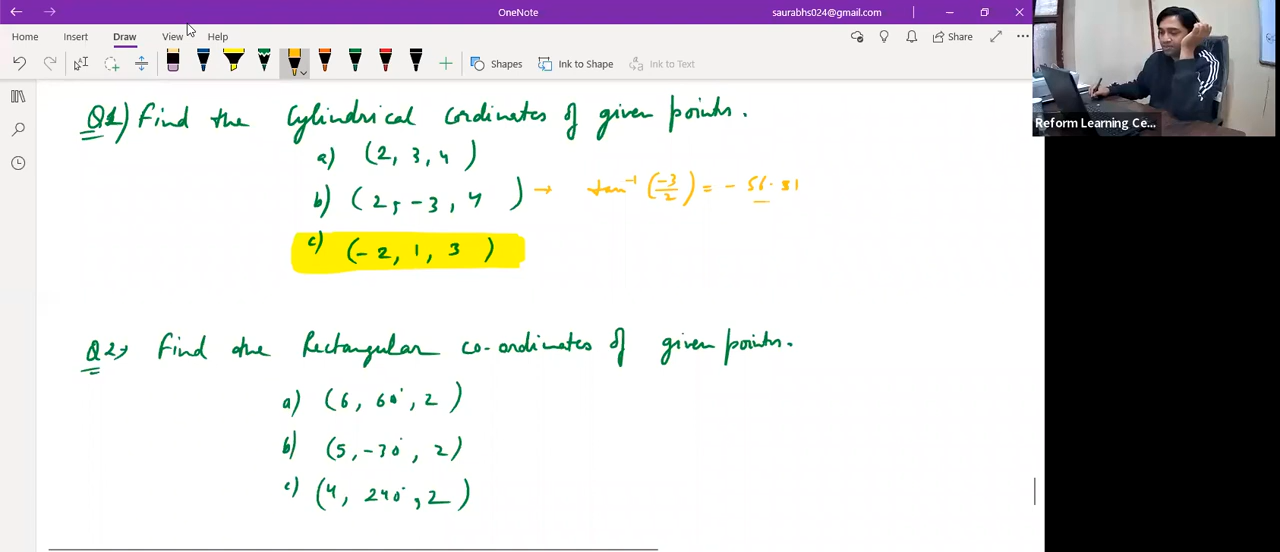 OneNote
saurabhs024@gmail.com
Home Insert Draw View Help
Share
Shapes Ink to Shape Ink to Text
Reform Learning Ce...
Q1) Find the Cylindrical cordinates of given points.
a) (2, 3, 4)
b) (2, -3, 4) → tan⁻¹ (-3/2) = - 56.31
c) (-2, 1, 3)
Q2, Find the Rectangular co-ordinates of given points.
a) (6, 60°, 2)
b) (5, -30°, 2)
c) (4, 240°, 2)